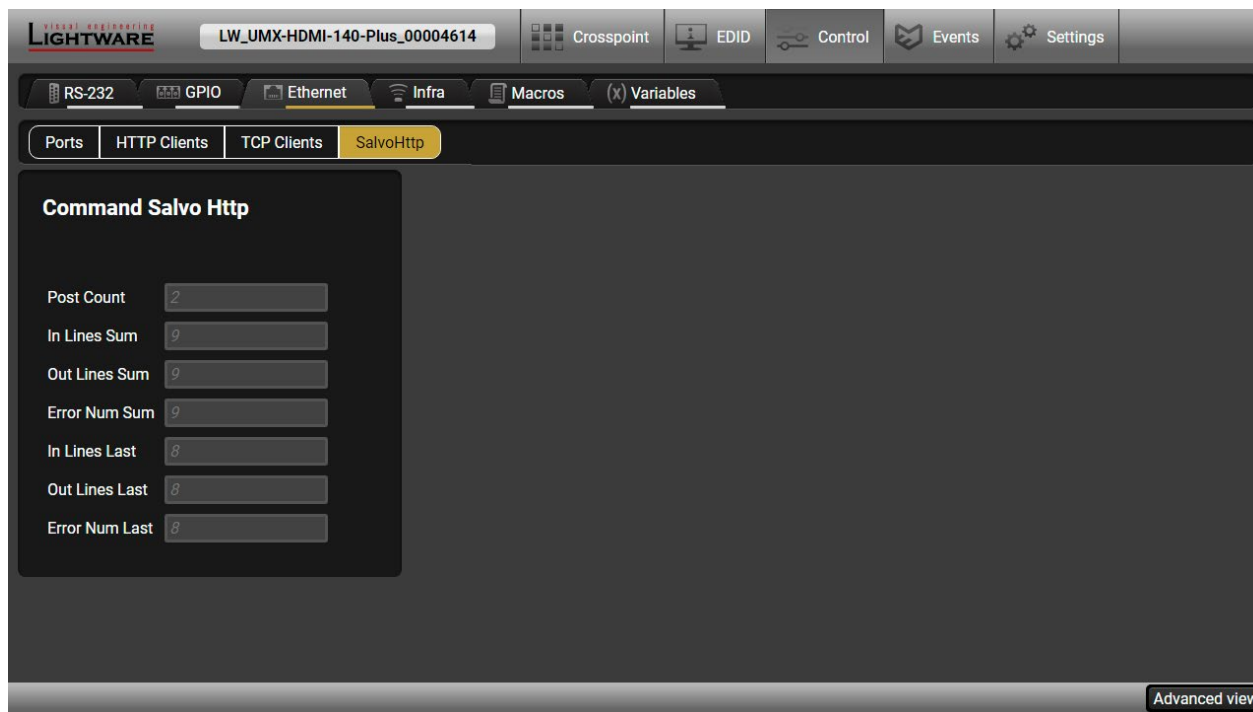 visual engineering
LIGHTWARE
LW_UMX-HDMI-140-Plus_00004614
Crosspoint
EDID
Control
Events
Settings
RS-232
GPIO
Ethernet
Infra
Macros
(x) Variables
Ports
HTTP Clients
TCP Clients
SalvoHttp
Command Salvo Http
Post Count 2
In Lines Sum 9
Out Lines Sum 9
Error Num Sum 9
In Lines Last 8
Out Lines Last 8
Error Num Last 8
Advanced view